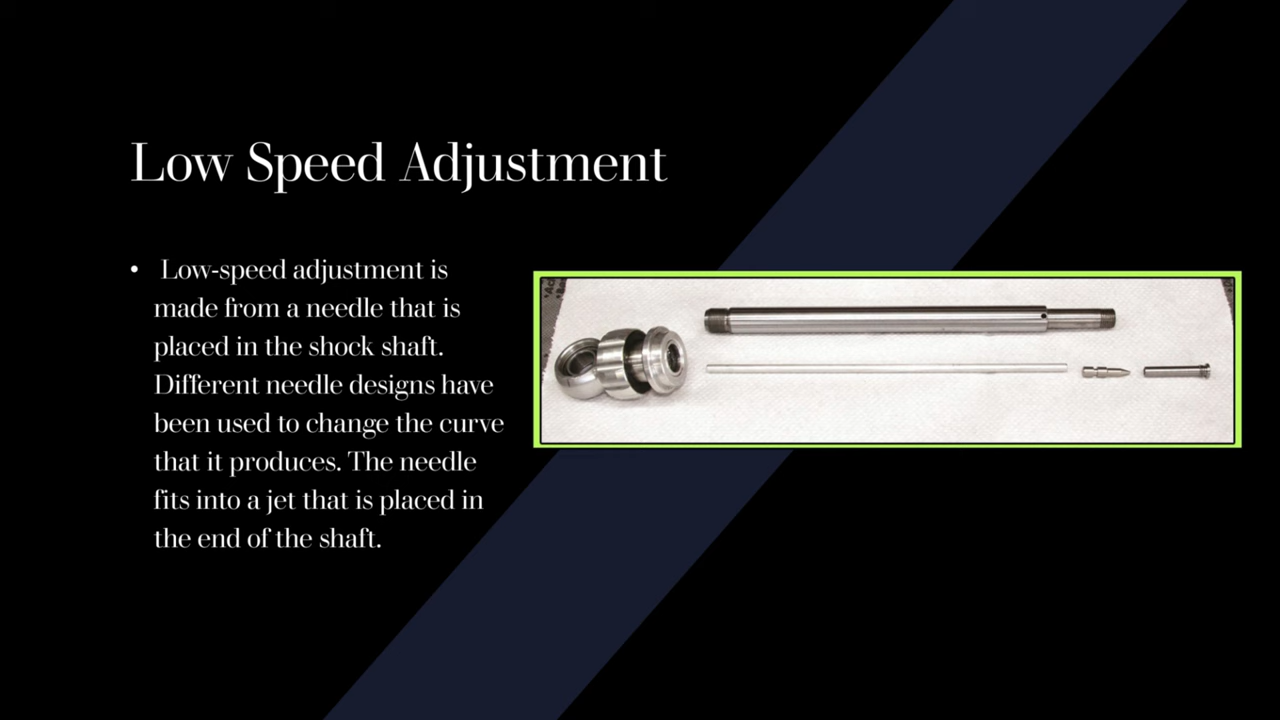 Low Speed Adjustment
• Low-speed adjustment is
made from a needle that is
placed in the shock shaft.
Different needle designs have
been used to change the curve
that it produces. The needle
fits into a jet that is placed in
the end of the shaft.